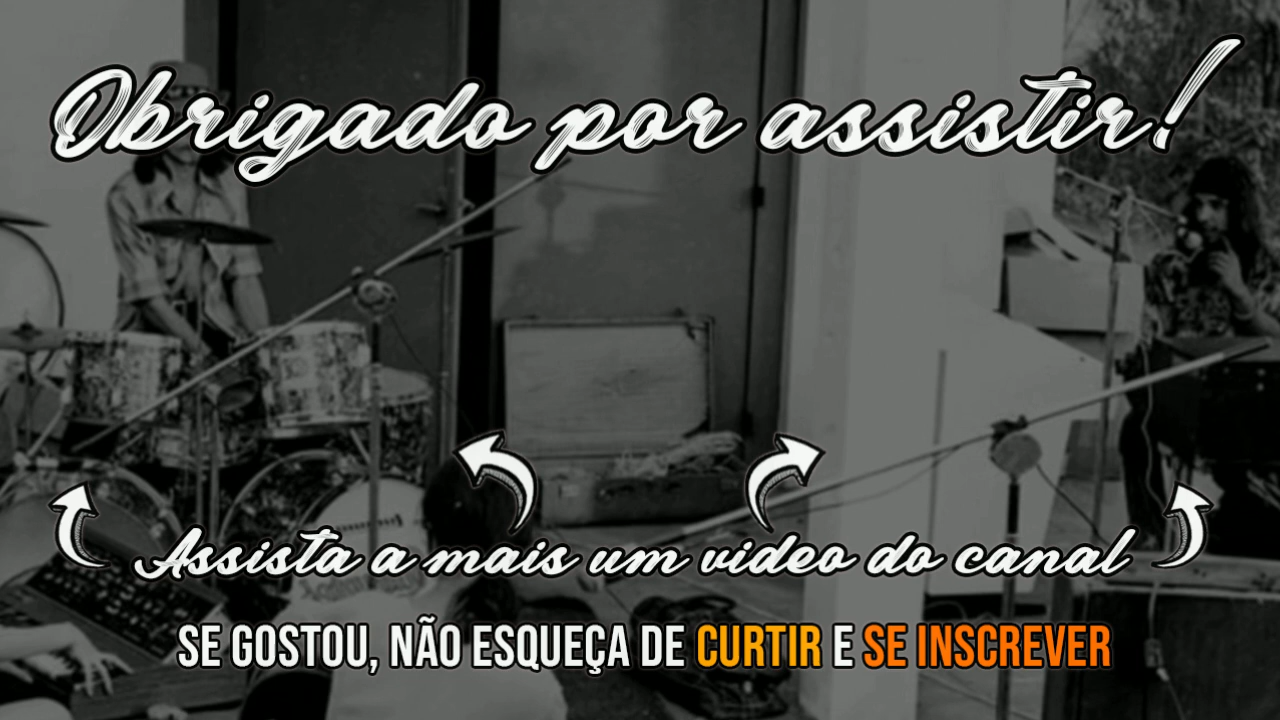 Obrigado por assistir!
Assista a mais um video do canal
SE GOSTOU, NÃO ESQUEÇA DE CURTIR E SE INSCREVER